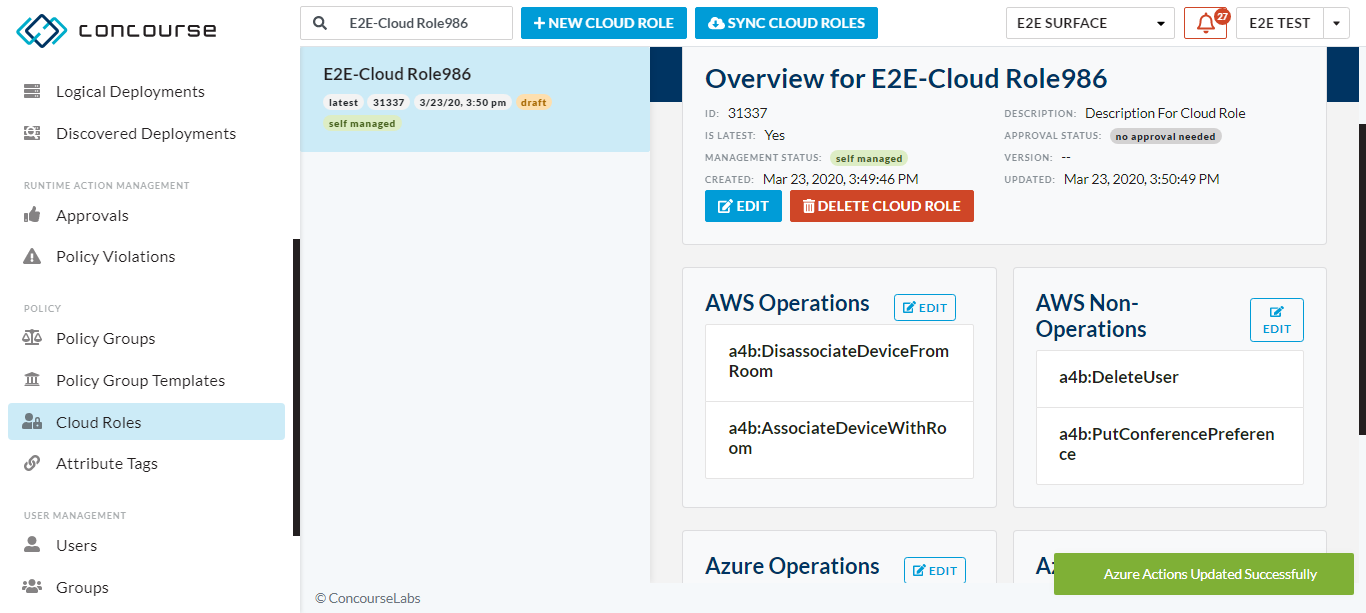 concourse
E2E-Cloud Role986
NEW CLOUD ROLE
SYNC CLOUD ROLES
E2E SURFACE
27
E2E TEST
Logical Deployments
Discovered Deployments
RUNTIME ACTION MANAGEMENT
Approvals
Policy Violations
POLICY
Policy Groups
Policy Group Templates
Cloud Roles
Attribute Tags
USER MANAGEMENT
Users
Groups
E2E-Cloud Role986
latest 31337 3/23/20, 3:50 pm draft
self managed
Overview for E2E-Cloud Role986
ID: 31337
IS LATEST: Yes
MANAGEMENT STATUS: self managed
CREATED: Mar 23, 2020, 3:49:46 PM
DESCRIPTION: Description For Cloud Role
APPROVAL STATUS: no approval needed
VERSION: --
UPDATED: Mar 23, 2020, 3:50:49 PM
EDIT
DELETE CLOUD ROLE
AWS Operations
EDIT
a4b:DisassociateDeviceFrom
Room
a4b:AssociateDeviceWithRo
om
AWS Non-
Operations
EDIT
a4b:DeleteUser
a4b:PutConferencePreferen
ce
Azure Operations
EDIT
Azure Actions Updated Successfully
© ConcourseLabs